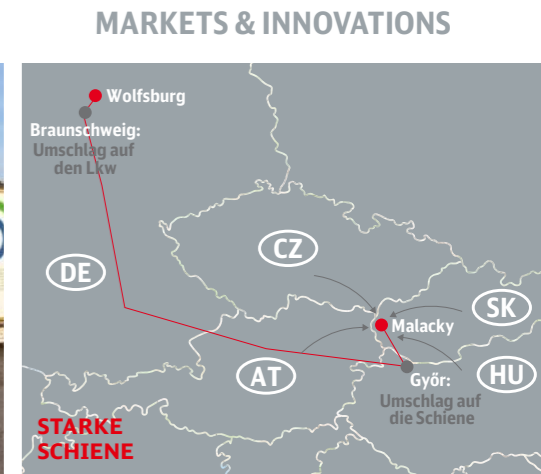 MARKETS & INNOVATIONS
Wolfsburg
Braunschweig:
Umschlag auf
den Lkw
CZ
DE
SK
Malacky
AT
HU
Győr:
Umschlag auf
die Schiene
STARKE
SCHIENE